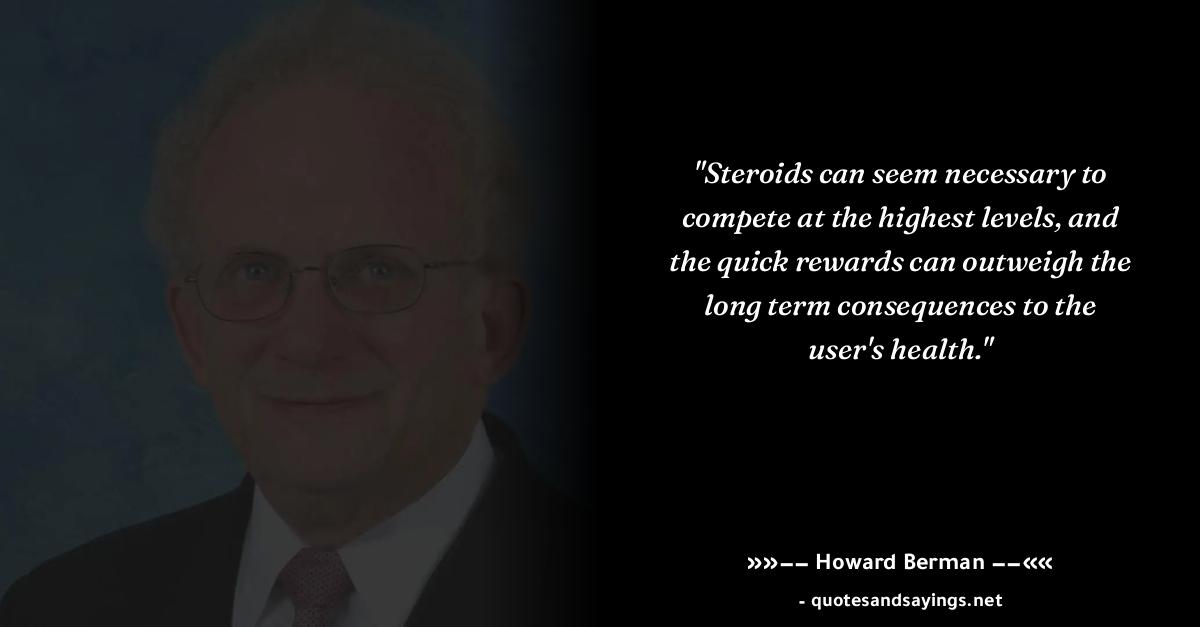 "Steroids can seem necessary to
compete at the highest levels, and
the quick rewards can outweigh the
long term consequences to the
user's health."
»»–– Howard Berman ––««
- quotesandsayings.net